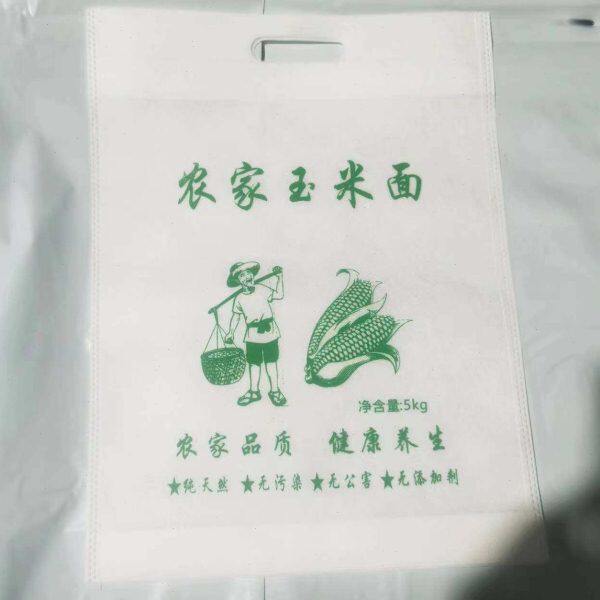 农家玉米面
净含量:5kg
农家品质 健康养生
★纯天然 ★无污染 ★无公害 ★无添加剂